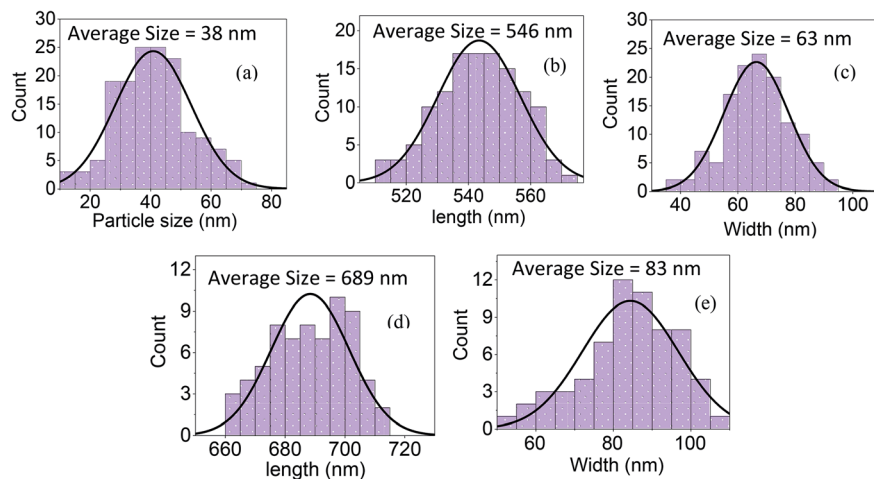 Average Size = 38 nm
(a)
30
25
20
15
10
5
0
Count
20
40
60
80
Particle size (nm)
Average Size = 546 nm
(b)
20
15
10
5
0
Count
520
540
560
length (nm)
Average Size = 63 nm
(c)
30
25
20
15
10
5
0
Count
40
60
80
100
Width (nm)
Average Size = 689 nm
(d)
12
9
6
3
0
Count
660
680
700
720
length (nm)
Average Size = 83 nm
(e)
12
9
6
3
0
Count
60
80
100
Width (nm)